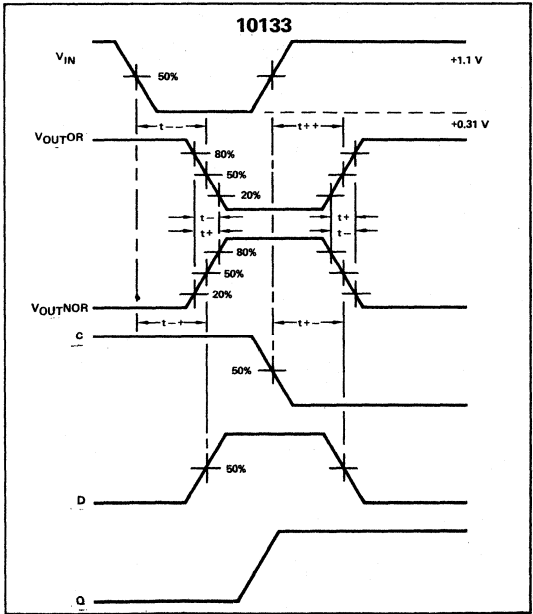 10133
VIN
50%
+1.1 V
t--
t++
+0.31 V
VOUTOR
80%
50%
20%
t-
t+
t+
t-
80%
50%
20%
VOUTNOR
t-+
t+-
C
50%
50%
D
Q